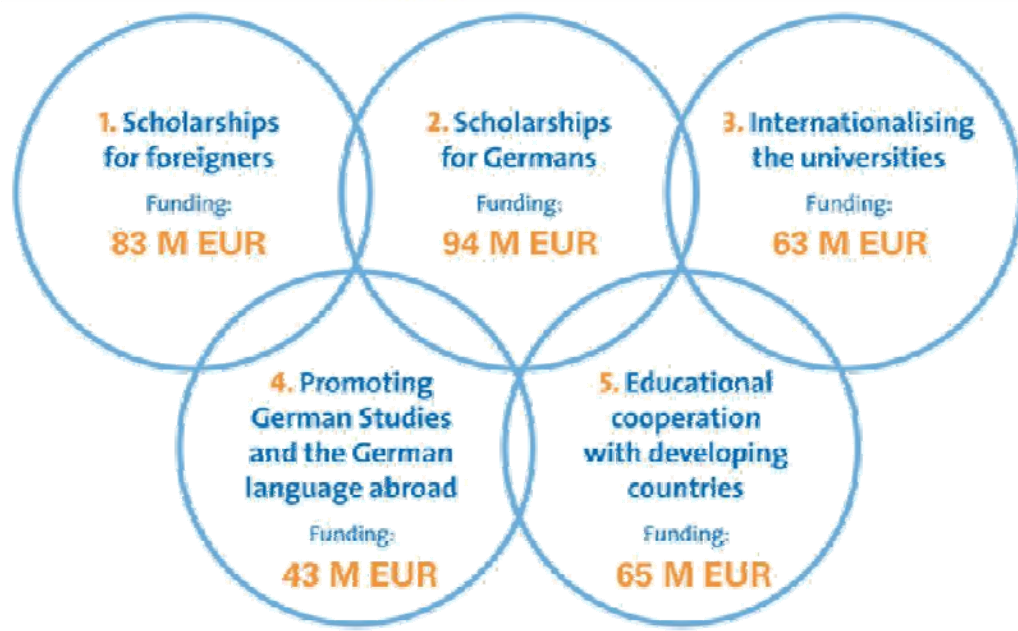 1. Scholarships
for foreigners
Funding:
83 M EUR
2. Scholarships
for Germans
Funding:
94 M EUR
3. Internationalising
the universities
Funding:
63 M EUR
4. Promoting
German Studies
and the German
language abroad
Funding:
43 M EUR
5. Educational
cooperation
with developing
countries
Funding:
65 M EUR